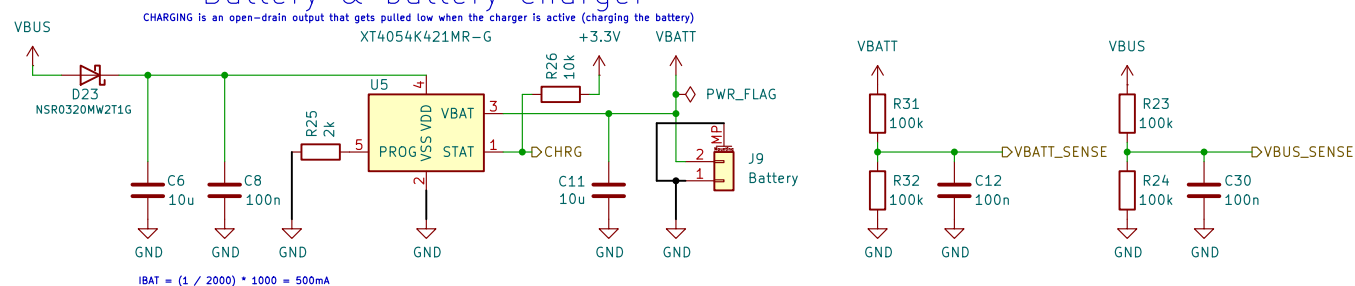 Battery & battery charger
CHARGING is an open-drain output that gets pulled low when the charger is active (charging the battery)
VBUS
XT4054K421MR-G
+3.3V
VBATT
VBATT
VBUS
R26
10k
D23
NSR0320MW2T1G
U5
4
PWR_FLAG
VBAT
3
VDD
VSS
R25
2k
5
PROG
STAT
1
2
CHRG
MP
2
1
J9
Battery
R31
100k
R23
100k
VBATT_SENSE
VBUS_SENSE
C6
10u
C8
100n
C11
10u
R32
100k
C12
100n
R24
100k
C30
100n
GND
GND
GND
GND
GND
GND
GND
GND
GND
GND
IBAT = (1 / 2000) * 1000 = 500mA